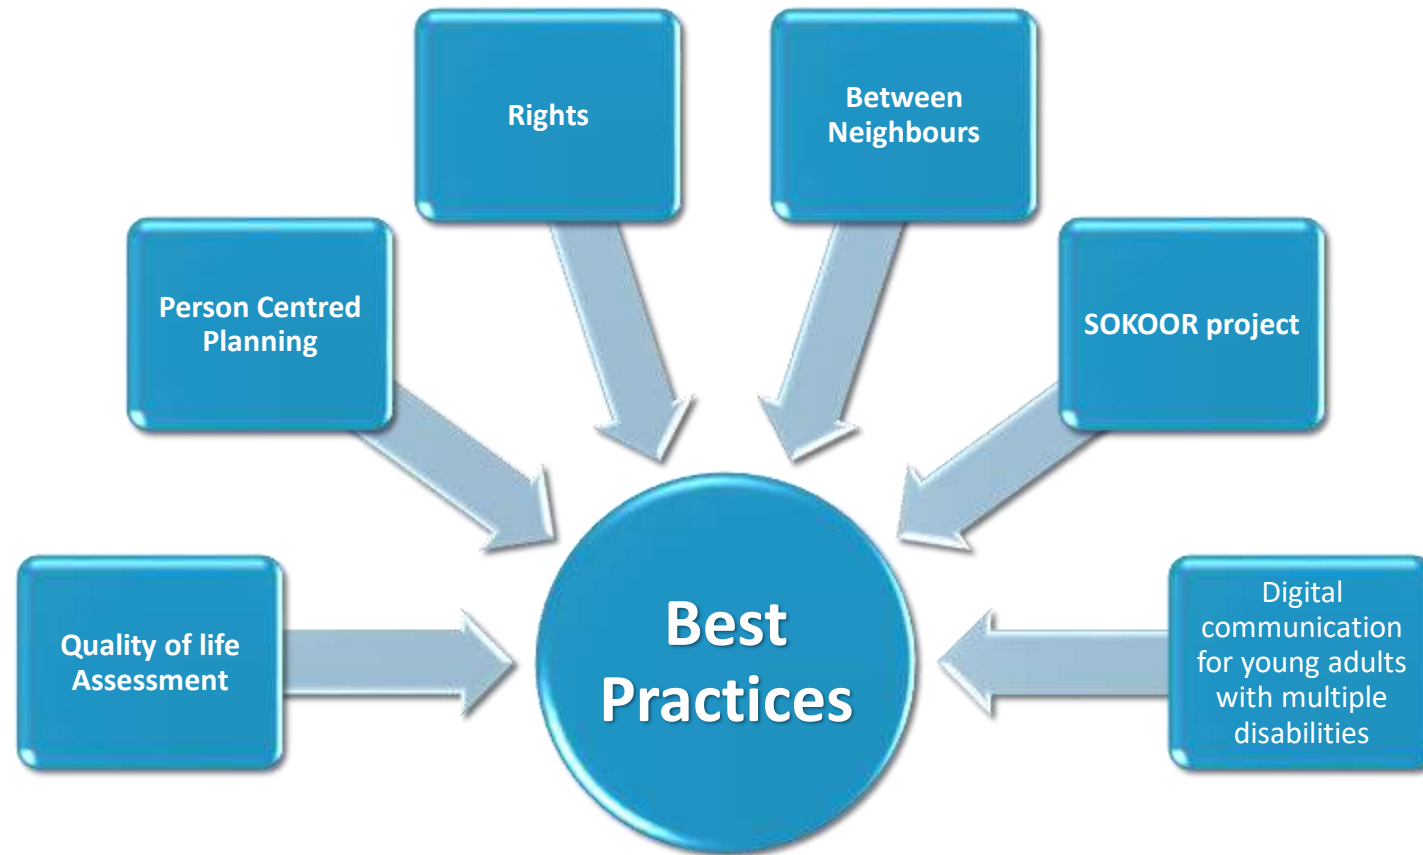 Rights
Between
Neighbours
Person Centred
Planning
SOKOOR project
Quality of life
Assessment
Best
Practices
Digital
communication
for young adults
with multiple
disabilities